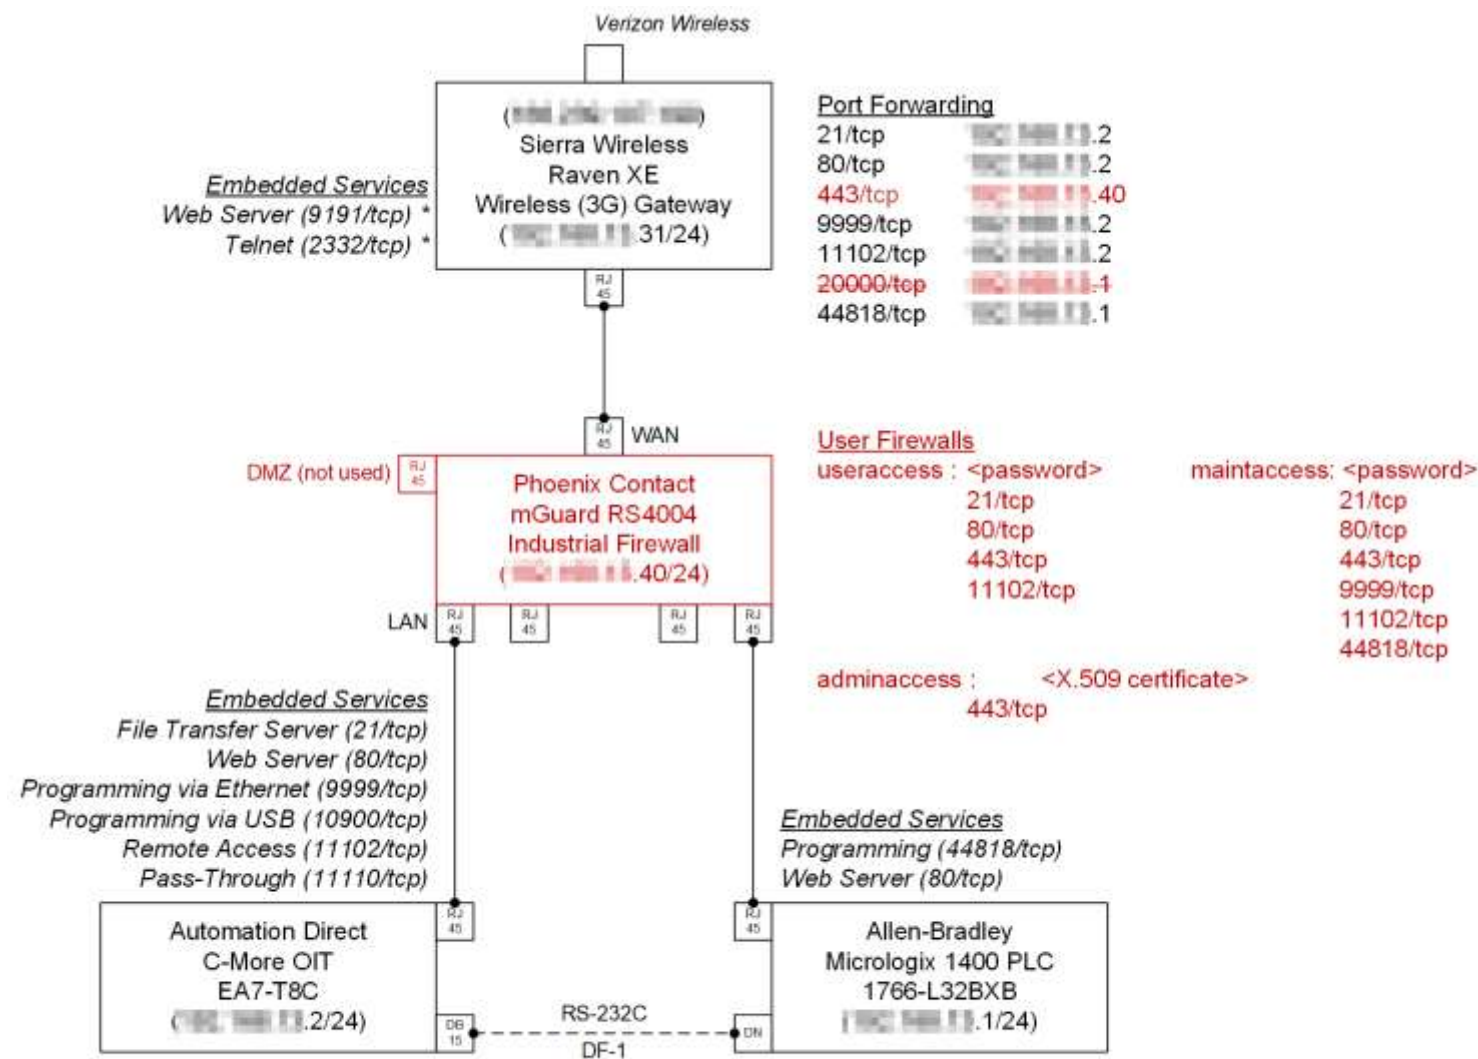 Verizon Wireless
Sierra Wireless
Raven XE
Wireless (3G) Gateway
.31/24)
RJ
45
Embedded Services
Web Server (9191/tcp) *
Telnet (2332/tcp) *
Port Forwarding
21/tcp .2
80/tcp .2
443/tcp .40
9999/tcp .2
11102/tcp .2
20000/tcp .1
44818/tcp .1
RJ
45
WAN
DMZ (not used)
RJ
45
Phoenix Contact
mGuard RS4004
Industrial Firewall
( .40/24)
LAN
RJ
45
RJ
45
RJ
45
RJ
45
User Firewalls
useraccess : <password>
21/tcp
80/tcp
443/tcp
11102/tcp
maintaccess: <password>
21/tcp
80/tcp
443/tcp
9999/tcp
11102/tcp
44818/tcp
adminaccess : <X.509 certificate>
443/tcp
Embedded Services
File Transfer Server (21/tcp)
Web Server (80/tcp)
Programming via Ethernet (9999/tcp)
Programming via USB (10900/tcp)
Remote Access (11102/tcp)
Pass-Through (11110/tcp)
Embedded Services
Programming (44818/tcp)
Web Server (80/tcp)
RJ
45
Automation Direct
C-More OIT
EA7-T8C
( .2/24)
DB
15
RS-232C
DF-1
RJ
45
Allen-Bradley
Micrologix 1400 PLC
1766-L32BXB
( .1/24)
DN